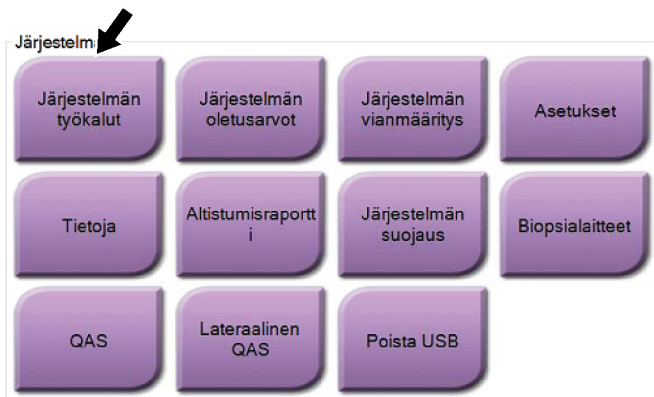 Järjestelm
Järjestelmän
työkalut
Järjestelmän
oletusarvot
Järjestelmän
vianmääritys
Asetukset
Tietoja
Altistumisraportt
i
Järjestelmän
suojaus
Biopsialaitteet
QAS
Lateraalinen
QAS
Poista USB